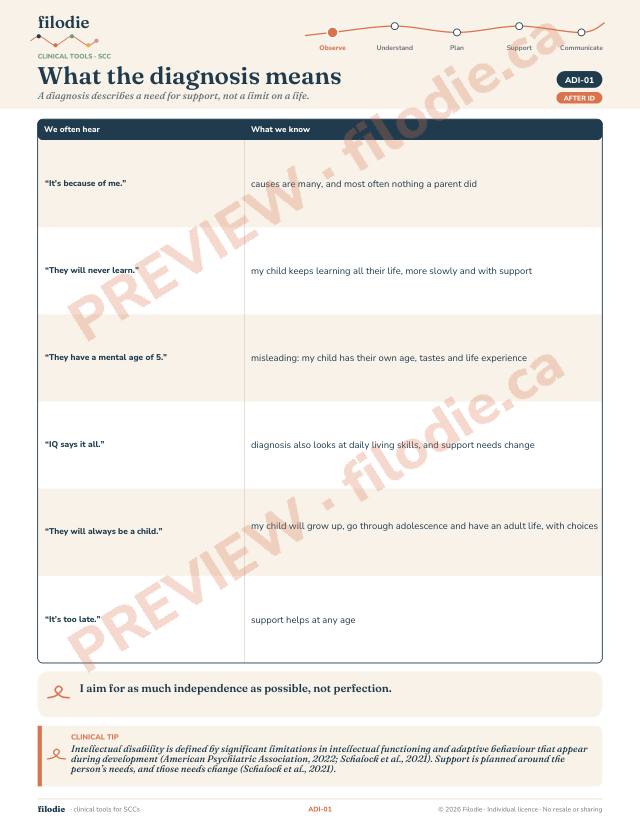 filodie
CLINICAL TOOLS · SCC
Observe Understand Plan Support Communicate
What the diagnosis means
ADI-01
A diagnosis describes a need for support, not a limit on a life.
AFTER ID
We often hear What we know
“It’s because of me.” causes are many, and most often nothing a parent did
“They will never learn.” my child keeps learning all their life, more slowly and with support
“They have a mental age of 5.” misleading: my child has their own age, tastes and life experience
“IQ says it all.” diagnosis also looks at daily living skills, and support needs change
“They will always be a child.” my child will grow up, go through adolescence and have an adult life, with choices
“It’s too late.” support helps at any age
PREVIEW · filodie.ca
PREVIEW · filodie.ca
I aim for as much independence as possible, not perfection.
CLINICAL TIP
Intellectual disability is defined by significant limitations in intellectual functioning and adaptive behaviour that appear
during development (American Psychiatric Association, 2022; Schalock et al., 2021). Support is planned around the
person’s needs, and those needs change (Schalock et al., 2021).
filodie · clinical tools for SCCs ADI-01 © 2026 Filodie · Individual licence · No resale or sharing